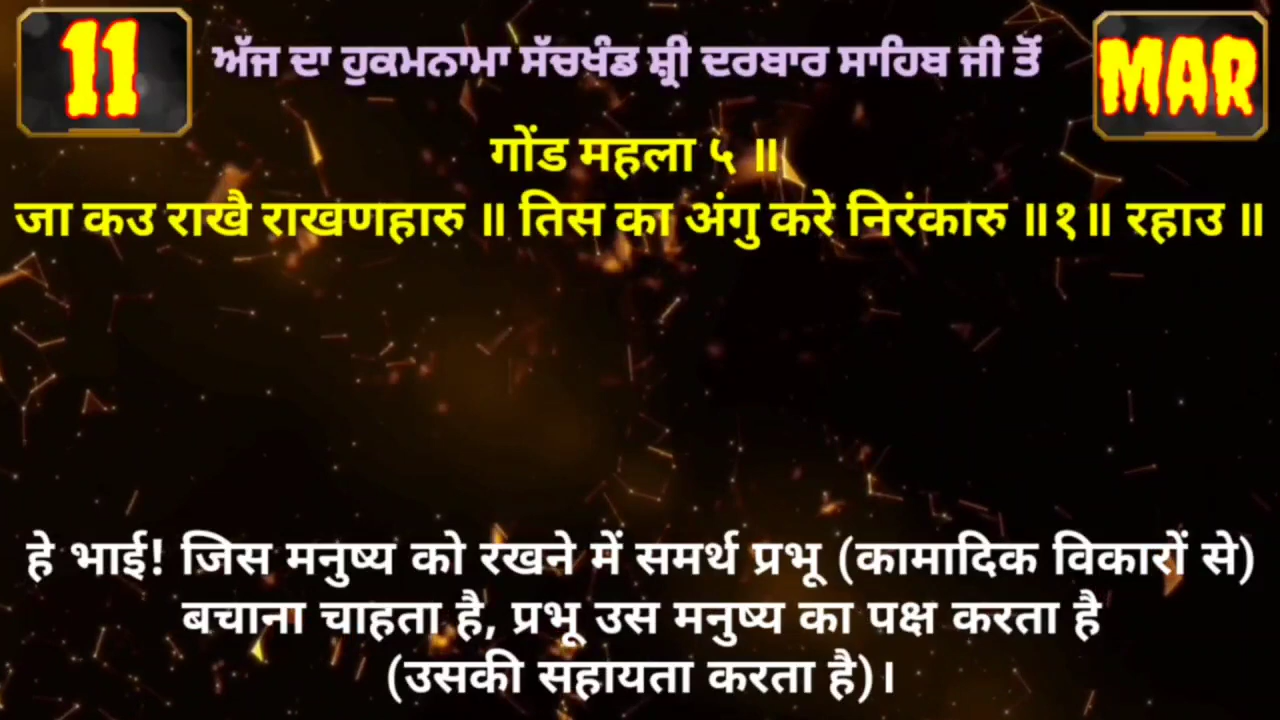 11
ਅੱਜ ਦਾ ਹੁਕਮਨਾਮਾ ਸੱਚਖੰਡ ਸ਼੍ਰੀ ਦਰਬਾਰ ਸਾਹਿਬ ਜੀ ਤੋਂ
MAR
गोंड महला ५ ॥
जा कउ राखै राखणहारु ॥ तिस का अंगु करे निरंकारु ॥१॥ रहाउ ॥
हे भाई! जिस मनुष्य को रखने में समर्थ प्रभू (कामादिक विकारों से)
बचाना चाहता है, प्रभू उस मनुष्य का पक्ष करता है
(उसकी सहायता करता है)।